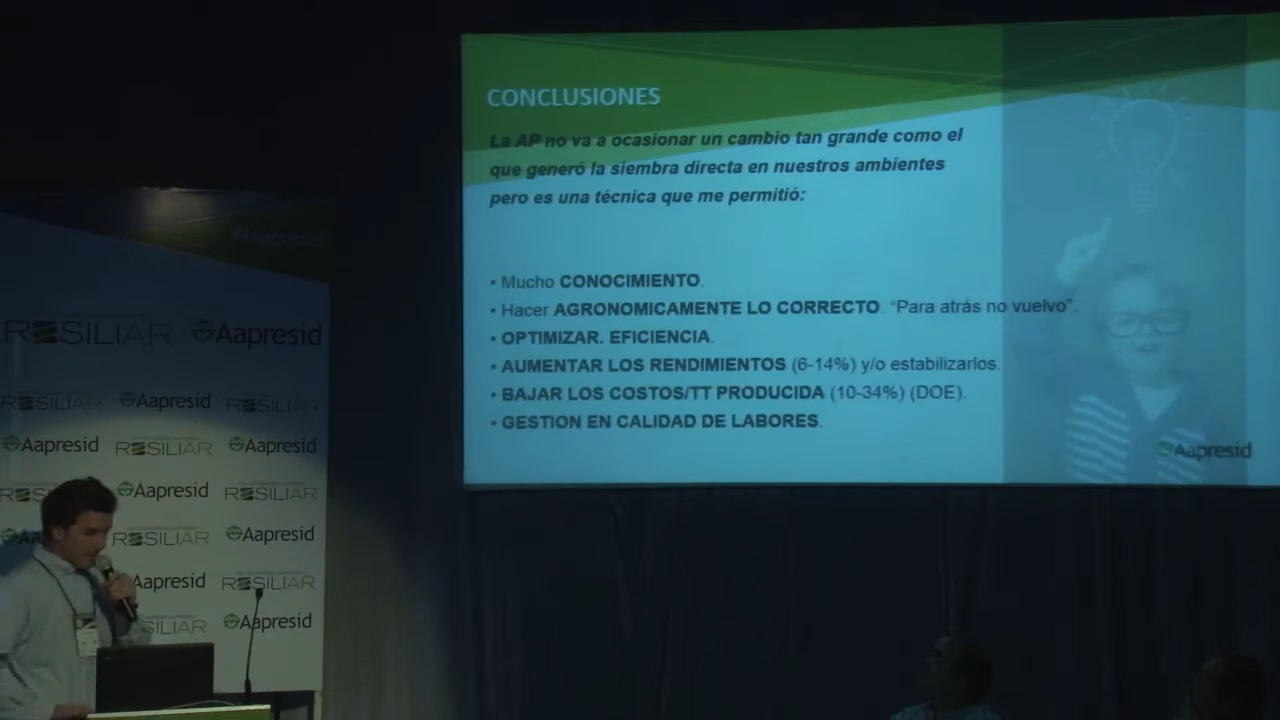 CONCLUSIONES
La AP no va a ocasionar un cambio tan grande como el
que generó la siembra directa en nuestros ambientes
pero es una técnica que me permitió:
• Mucho CONOCIMIENTO.
• Hacer AGRONOMICAMENTE LO CORRECTO. “Para atrás no vuelvo”.
• OPTIMIZAR. EFICIENCIA.
• AUMENTAR LOS RENDIMIENTOS (6-14%) y/o estabilizarlos.
• BAJAR LOS COSTOS/TT PRODUCIDA (10-34%) (DOE).
• GESTION EN CALIDAD DE LABORES.
Aapresid
RESILIAR Aapresid
RESILIAR Aapresid RESILIAR
Aapresid RESILIAR Aapresid
Aapresid RESILIAR
RESILIAR Aapresid
Aapresid RESILIAR
SILIAR Aapresid